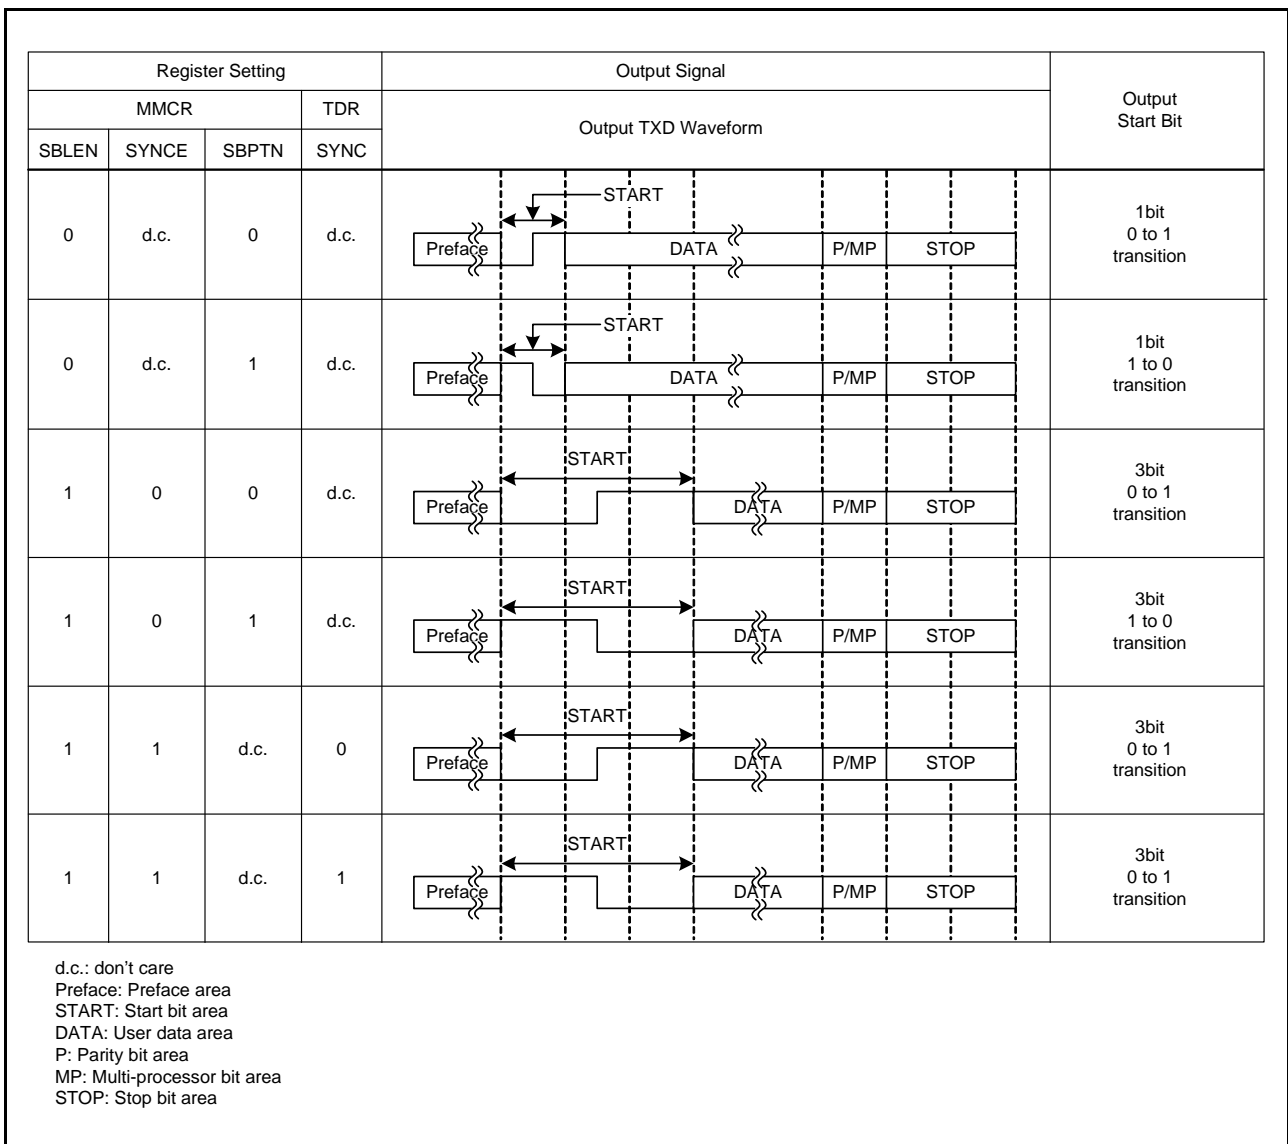 Register Setting
Output Signal
Output
Start Bit
MMCR
TDR
Output TXD Waveform
SBLEN
SYNCE
SBPTN
SYNC
0
d.c.
0
d.c.
START
Preface
DATA
P/MP
STOP
1bit
0 to 1
transition
0
d.c.
1
d.c.
START
Preface
DATA
P/MP
STOP
1bit
1 to 0
transition
1
0
0
d.c.
START
Preface
DATA
P/MP
STOP
3bit
0 to 1
transition
1
0
1
d.c.
START
Preface
DATA
P/MP
STOP
3bit
1 to 0
transition
1
1
d.c.
0
START
Preface
DATA
P/MP
STOP
3bit
0 to 1
transition
1
1
d.c.
1
START
Preface
DATA
P/MP
STOP
3bit
0 to 1
transition
d.c.: don't care
Preface: Preface area
START: Start bit area
DATA: User data area
P: Parity bit area
MP: Multi-processor bit area
STOP: Stop bit area